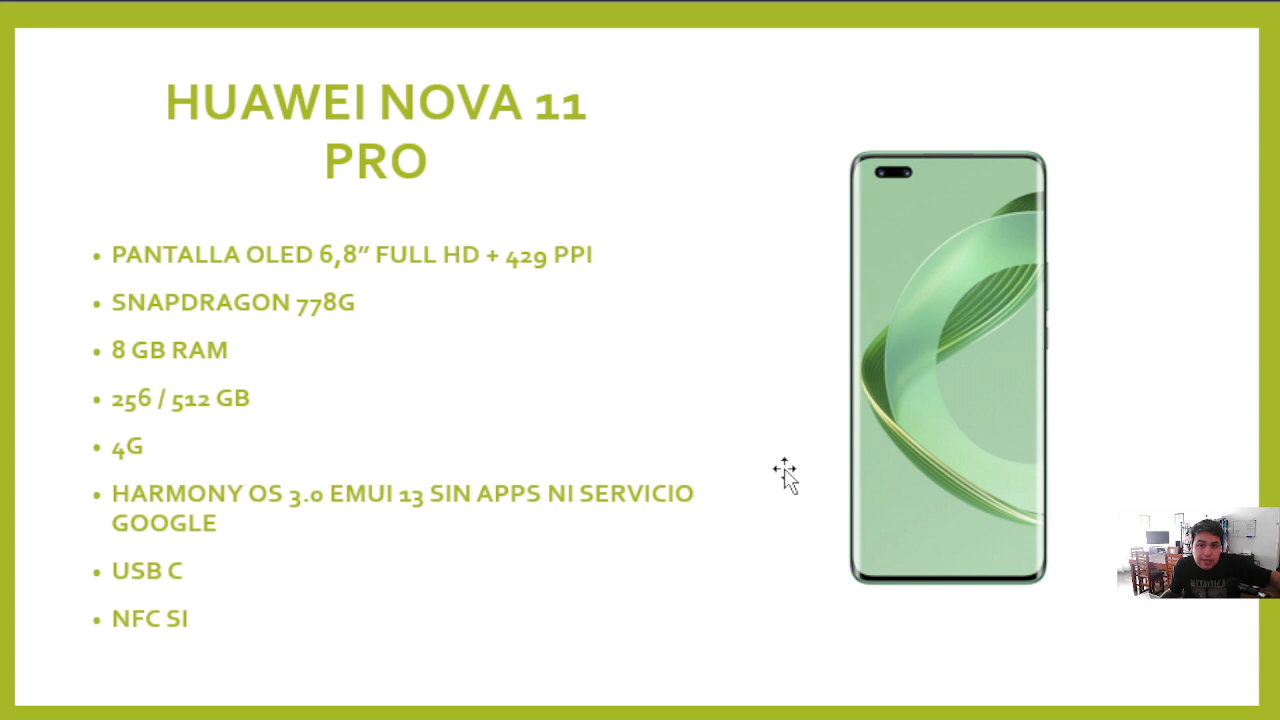 HUAWEI NOVA 11
PRO
• PANTALLA OLED 6,8” FULL HD + 429 PPI
• SNAPDRAGON 778G
• 8 GB RAM
• 256 / 512 GB
• 4G
• HARMONY OS 3.0 EMUI 13 SIN APPS NI SERVICIO
GOOGLE
• USB C
• NFC SI